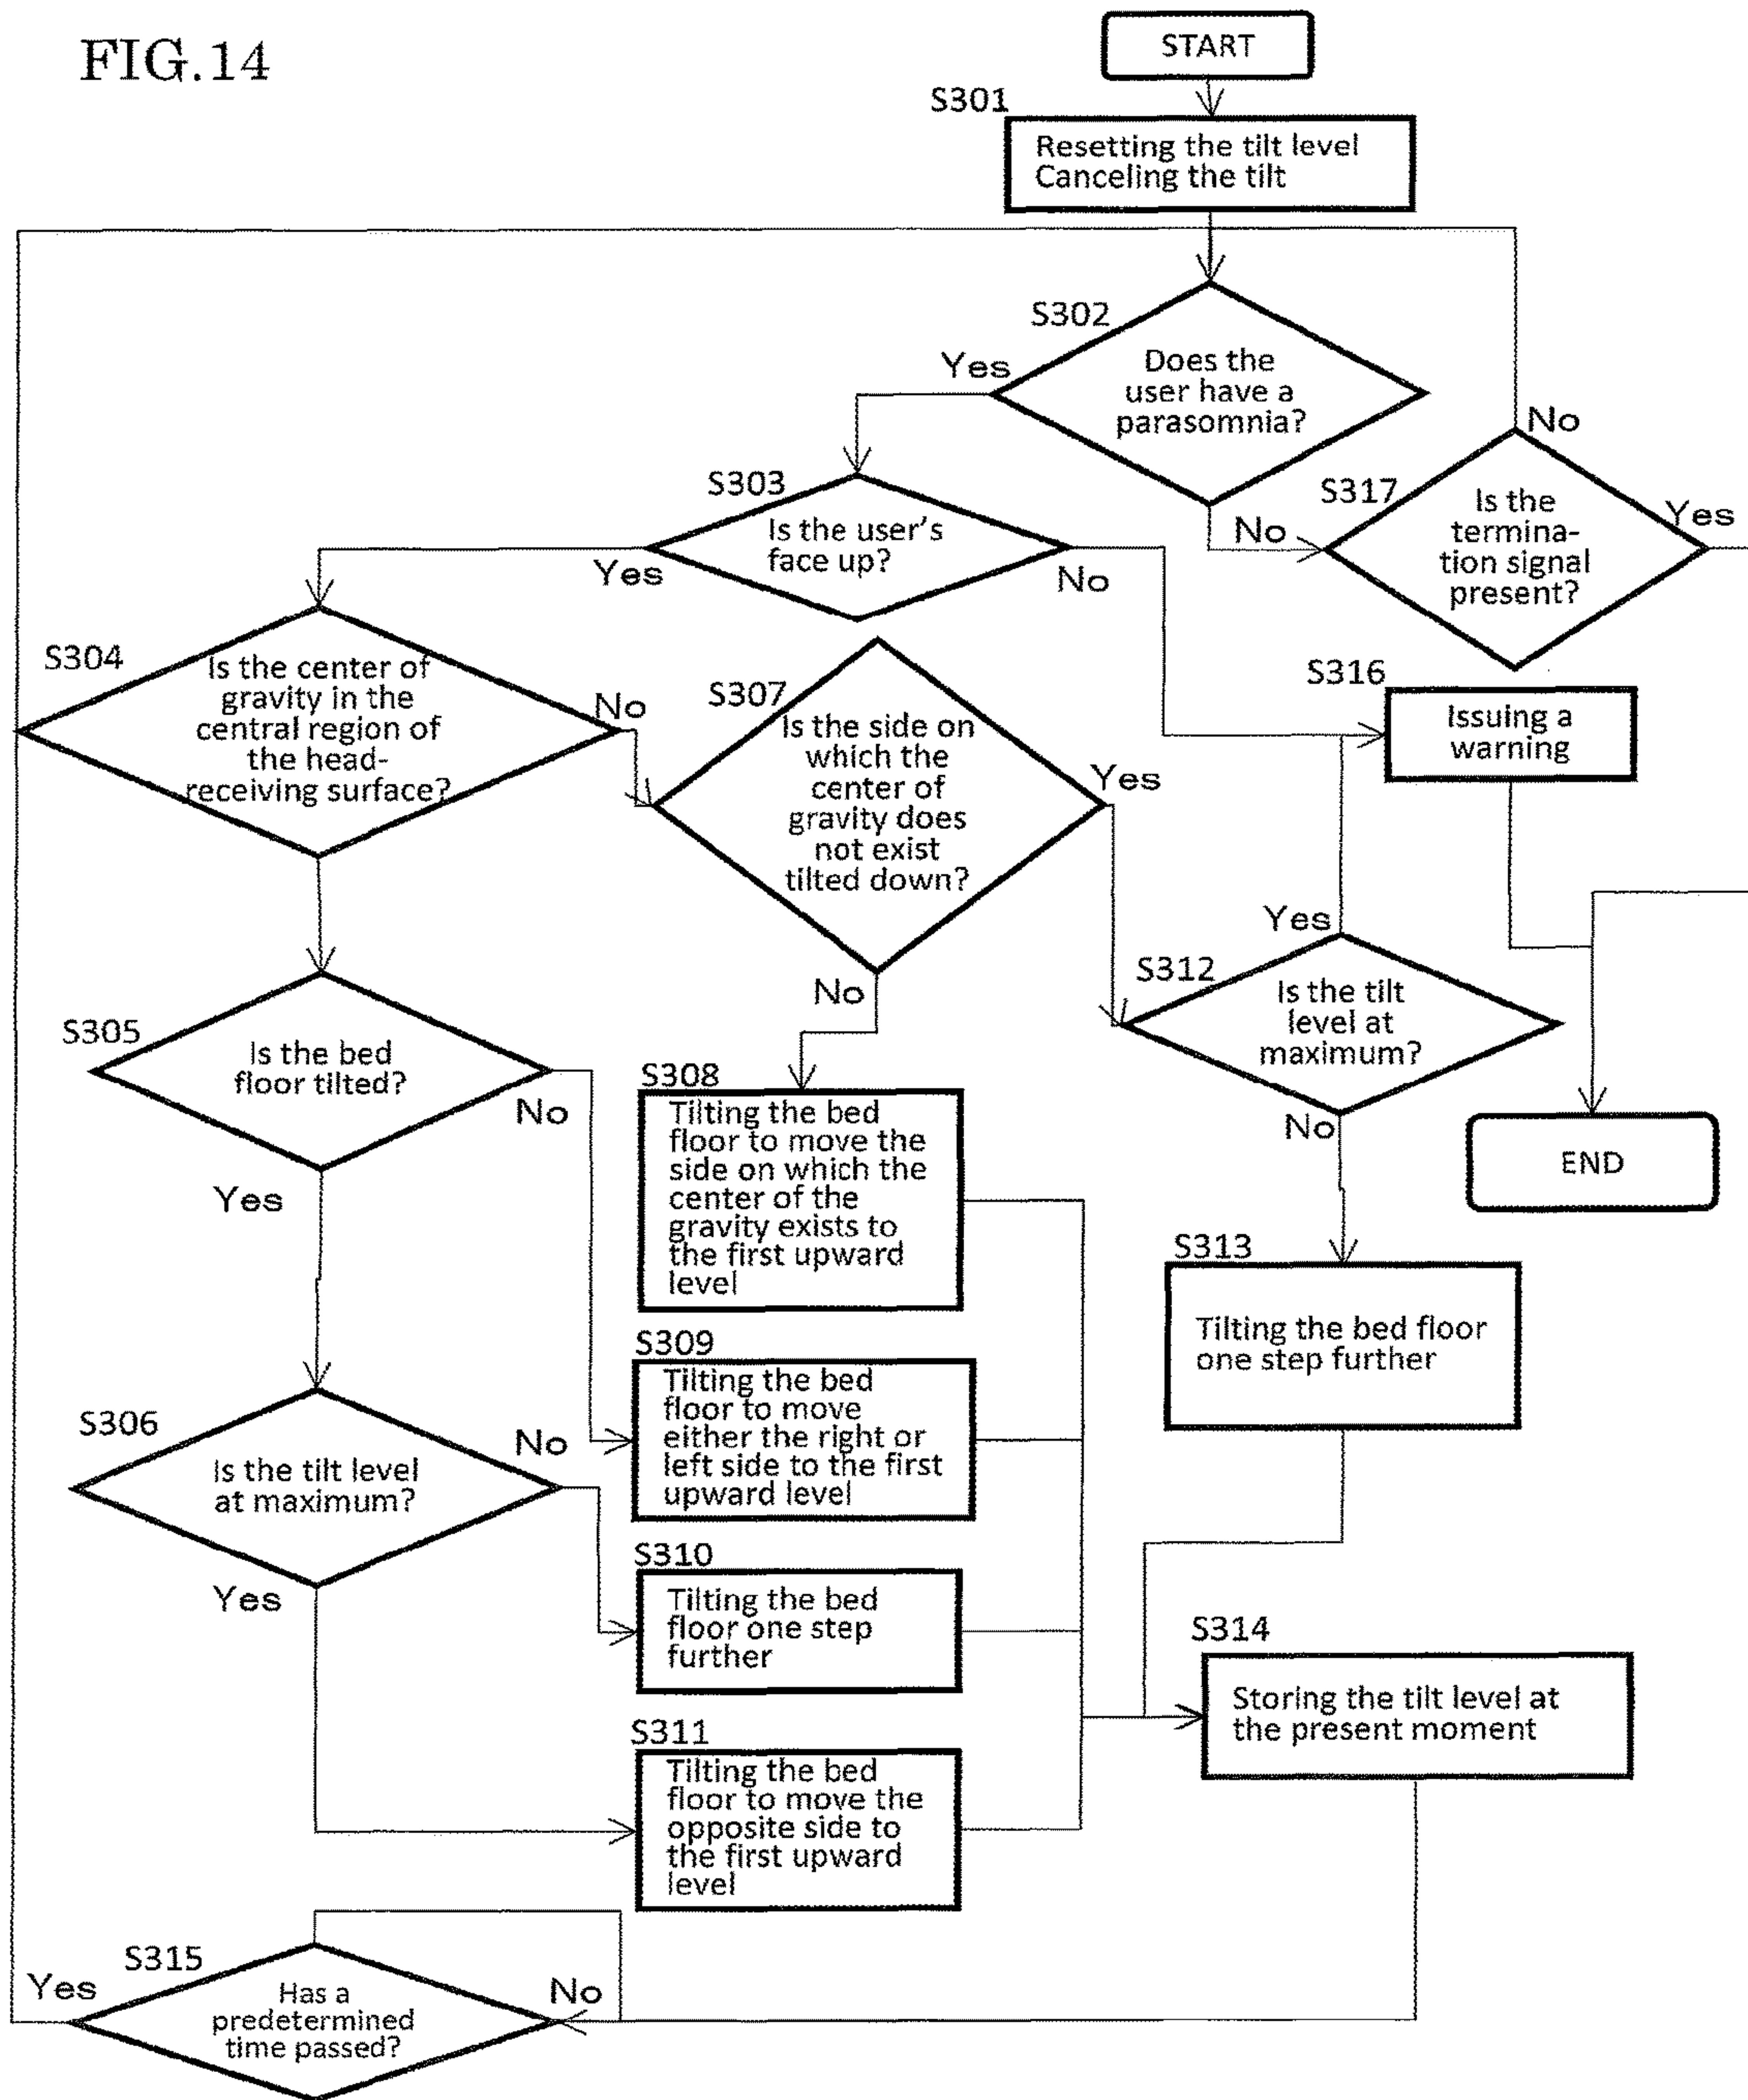 FIG.14
START
S301
Resetting the tilt level
Canceling the tilt
S302
Does the
user have a
parasomnia?
Yes
No
S303
Is the user's
face up?
Yes
No
S317
Is the
termina-
tion signal
present?
No
Yes
S304
Is the center of
gravity in the
central region of
the head-
receiving surface?
No
S307
Is the side on
which the
center of
gravity does
not exist
tilted down?
Yes
No
S316
Issuing a
warning
S305
Is the bed
floor tilted?
No
Yes
S312
Is the tilt
level at
maximum?
Yes
No
END
S308
Tilting the bed
floor to move the
side on which the
center of the
gravity exists to
the first upward
level
S313
Tilting the bed floor
one step further
S306
Is the tilt level
at maximum?
No
Yes
S309
Tilting the bed
floor to move
either the right or
left side to the first
upward level
S310
Tilting the bed
floor one step
further
S311
Tilting the bed
floor to move the
opposite side to
the first upward
level
S314
Storing the tilt level at
the present moment
S315
Has a
predetermined
time passed?
Yes
No